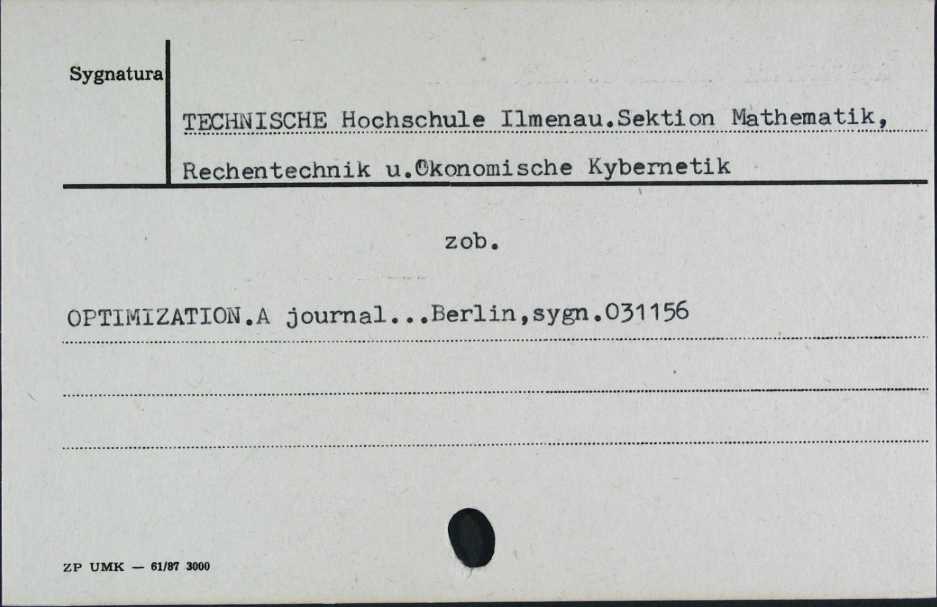 Sygnatura
TECHNISCHE Hochschule Ilmenau.Sektion Mathematik,
Rechentechnik u.Ökonomische Kybernetik
zob.
OPTIMIZATION.A journal...Berlin,sygn.031156
ZP UMK — 61/87 3000